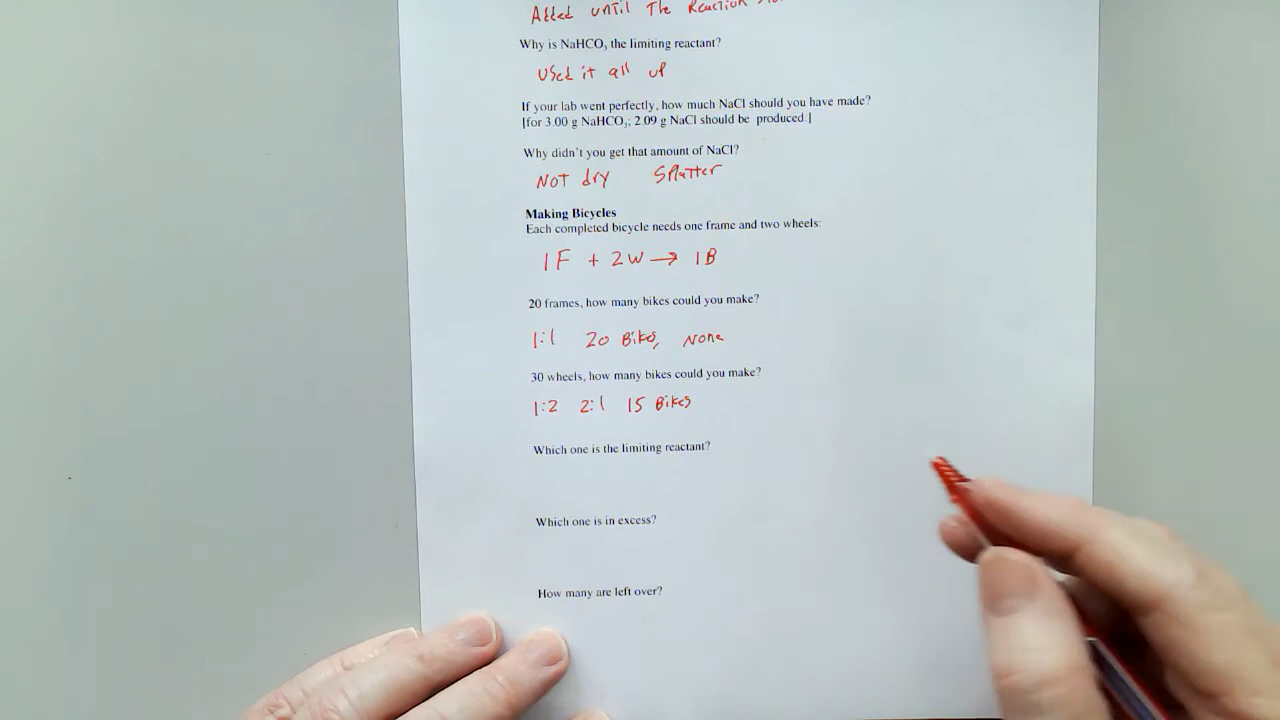 Added until The Reaction
Why is NaHCO₃ the limiting reactant?
Used it all up
If your lab went perfectly, how much NaCl should you have made?
[for 3.00 g NaHCO₃; 2.09 g NaCl should be produced.]
Why didn't you get that amount of NaCl?
Not dry Splatter
Making Bicycles
Each completed bicycle needs one frame and two wheels:
1F + 2W → 1B
20 frames, how many bikes could you make?
1:1 20 Bikes, None
30 wheels, how many bikes could you make?
1:2 2:1 15 Bikes
Which one is the limiting reactant?
Which one is in excess?
How many are left over?